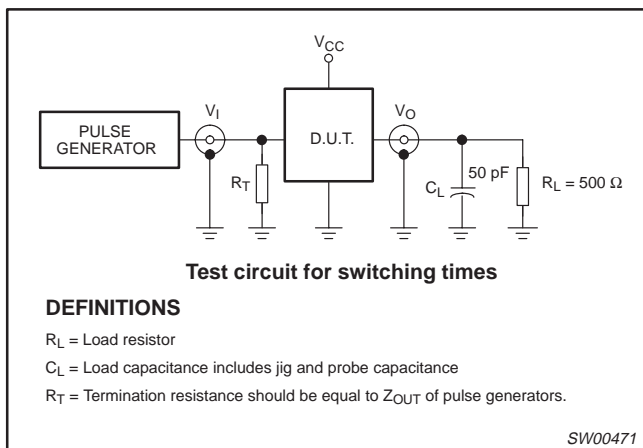 V_CC
V_I
V_O
PULSE
GENERATOR
D.U.T.
R_T
C_L
50 pF
R_L = 500 Ω
Test circuit for switching times
DEFINITIONS
R_L = Load resistor
C_L = Load capacitance includes jig and probe capacitance
R_T = Termination resistance should be equal to Z_OUT of pulse generators.
SW00471